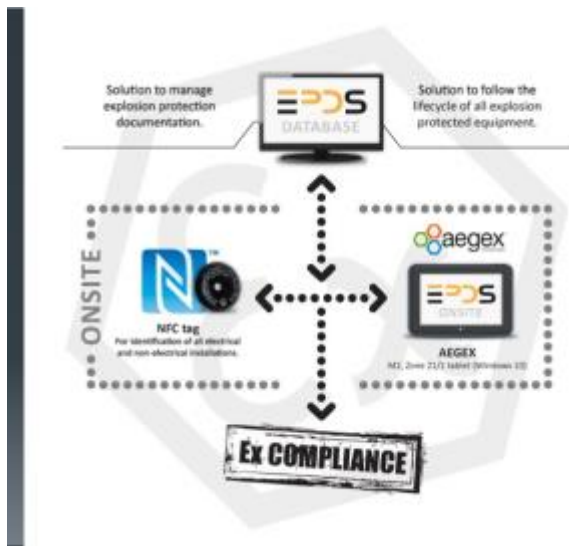 Solution to manage
explosion protection
documentation.
EPDS
DATABASE
Solution to follow the
lifecycle of all explosion
protected equipment.
ONSITE
NFC tag
For identification of all electrical
and non-electrical installations.
aegex
EPDS
ONSITE
AEGEX
Zone 21/1 tablet (Windows 10)
Ex COMPLIANCE